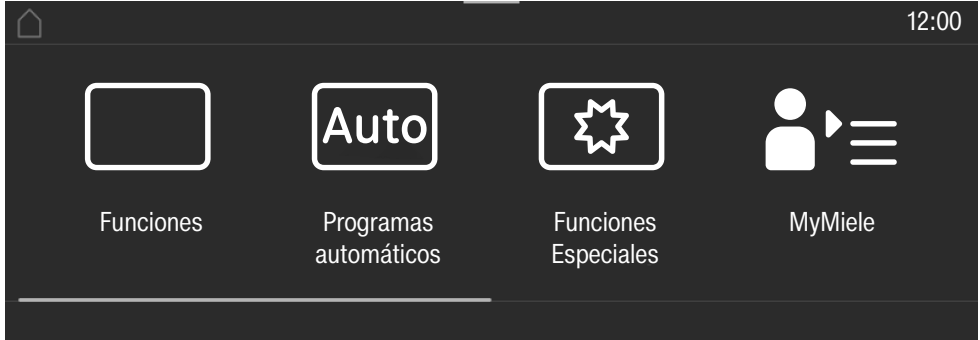 12:00
Auto
Funciones
Programas
automáticos
Funciones
Especiales
MyMiele